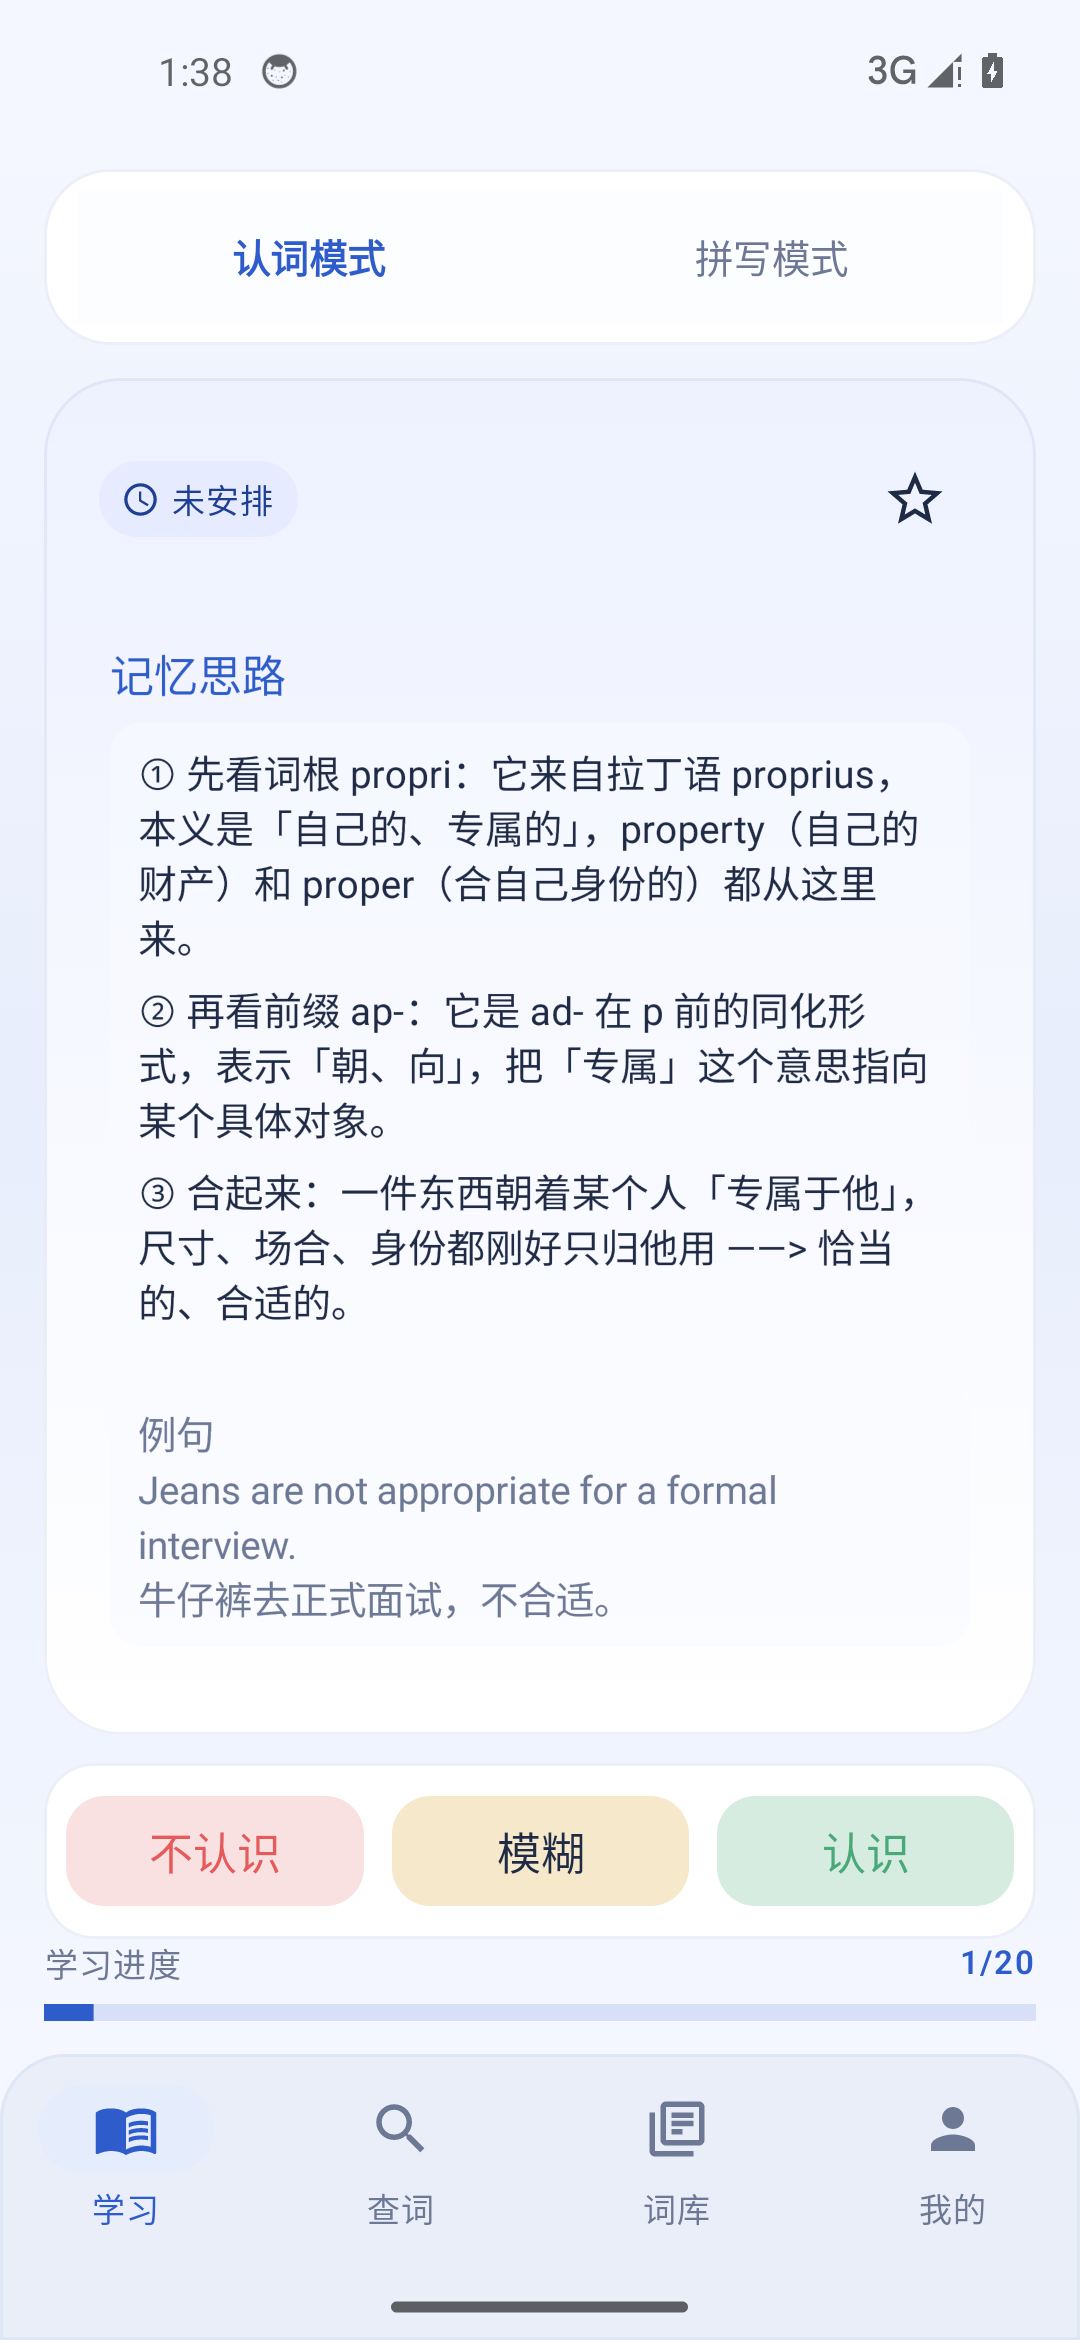 1:38
3G
认词模式
拼写模式
未安排
记忆思路
① 先看词根 propri：它来自拉丁语 proprius，
本义是「自己的、专属的」，property（自己的
财产）和 proper（合自己身份的）都从这里
来。
② 再看前缀 ap-：它是 ad- 在 p 前的同化形
式，表示「朝、向」，把「专属」这个意思指向
某个具体对象。
③ 合起来：一件东西朝着某个人「专属于他」，
尺寸、场合、身份都刚好只归他用 ——> 恰当
的、合适的。
例句
Jeans are not appropriate for a formal
interview.
牛仔裤去正式面试，不合适。
不认识
模糊
认识
学习进度
1/20
学习
查词
词库
我的